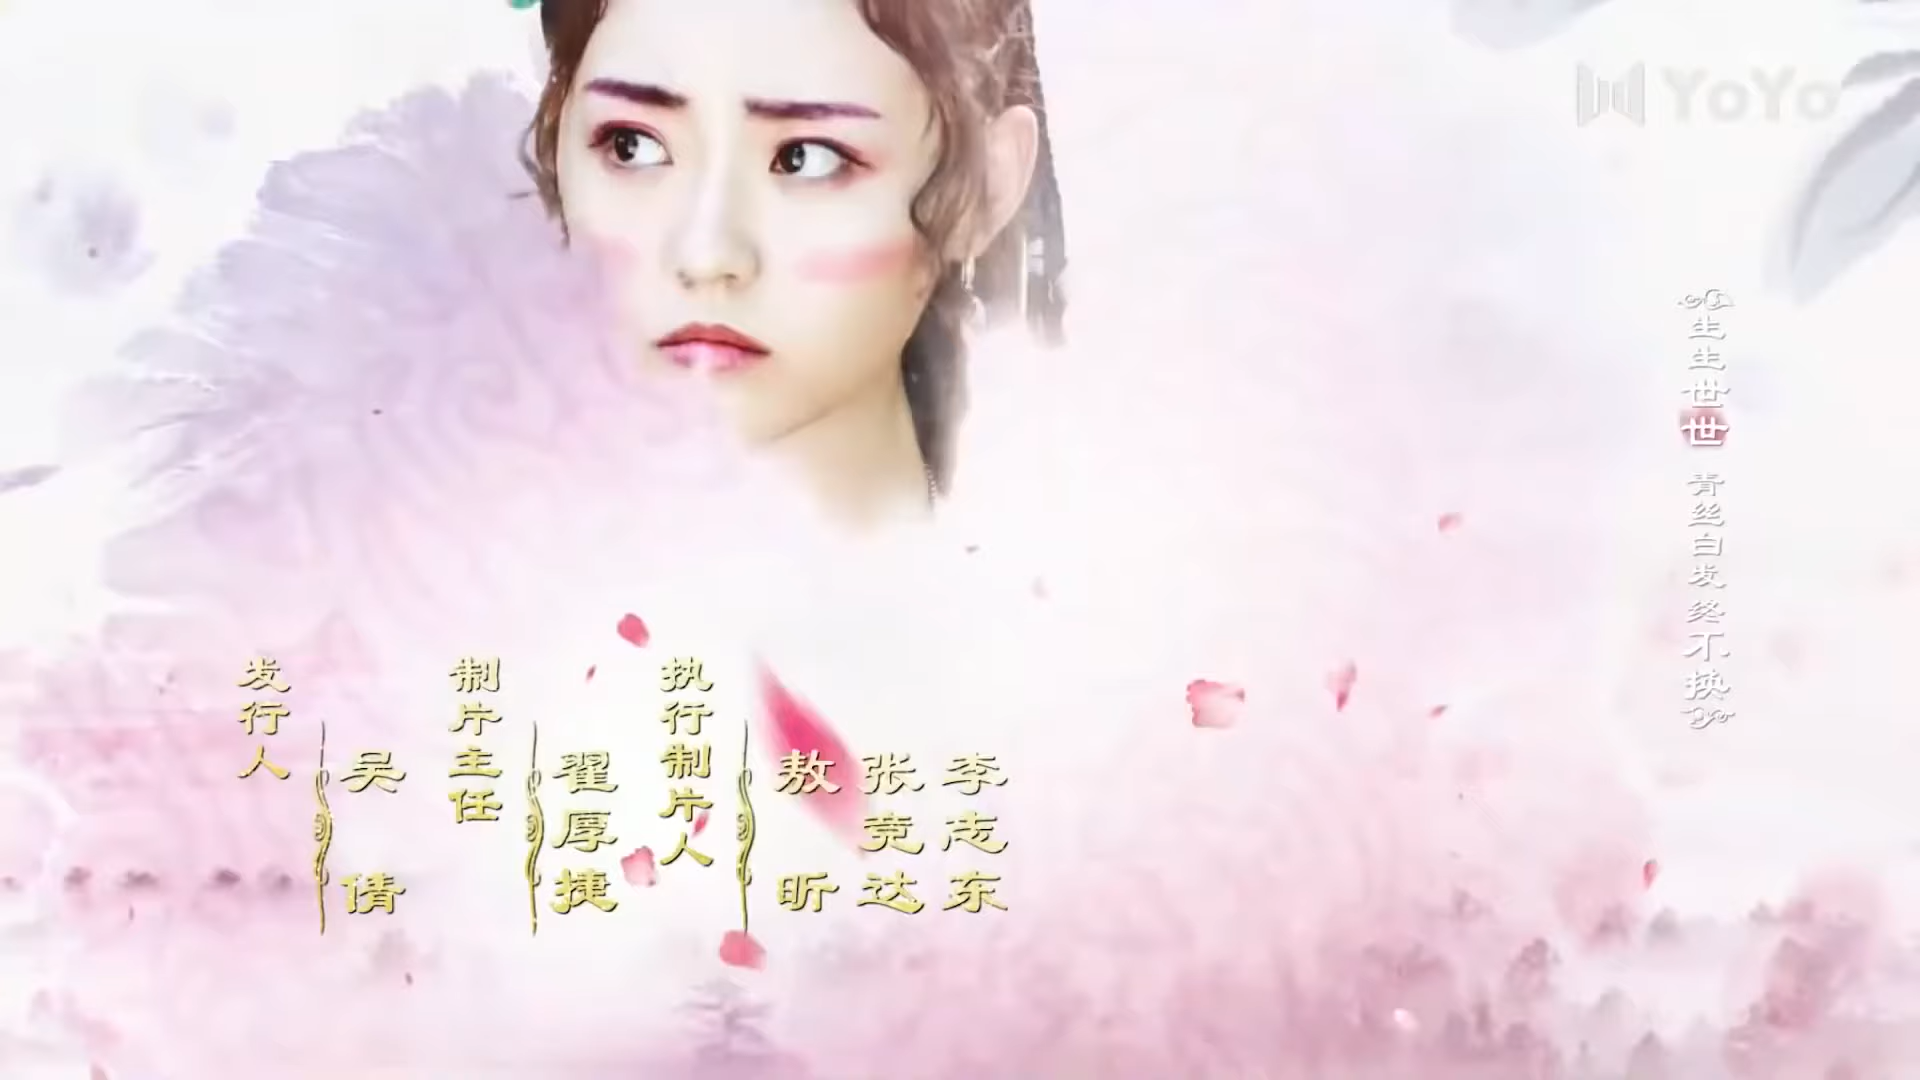 YoYo
生生世世 青丝白发终不换
发行人
吴倩
制片主任
翟厚捷
执行制片人
敖昕
张竞达
李志东